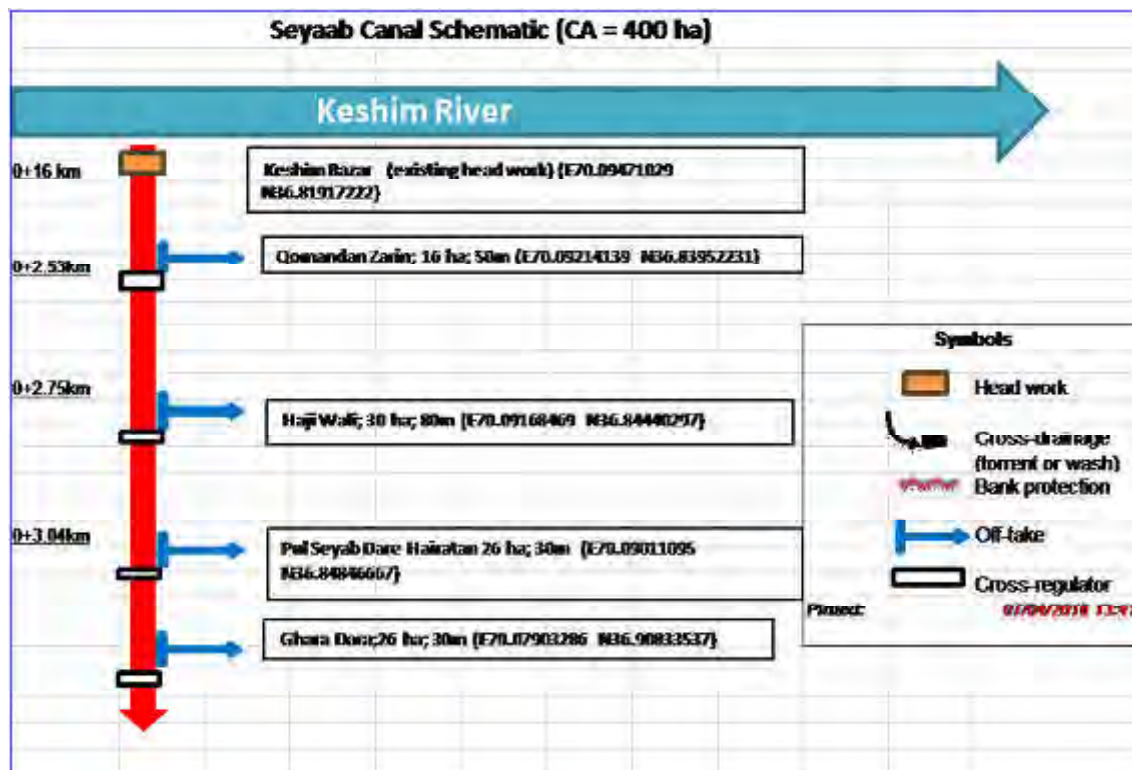 Seyaab Canal Schematic (CA = 400 ha)
Keshim River
0+16 km
Keshim Bazar (existing head work) (E70.09471029
N36.81917222)
Qomandan Zarin; 16 ha; 50m (E70.09214139 N36.83952231)
0+2.53km
0+2.75km
Haji Wali; 30 ha; 80m (E70.09168469 N36.84440297)
0+3.04km
Pul Seyab Dare Hairatan 26 ha; 30m (E70.09011095
N36.84846667)
Ghara Dora;26 ha; 30m (E70.07903286 N36.90833537)
Symbols
Head work
Cross-drainage
(torrent or wash)
Bank protection
Off-take
Cross-regulator